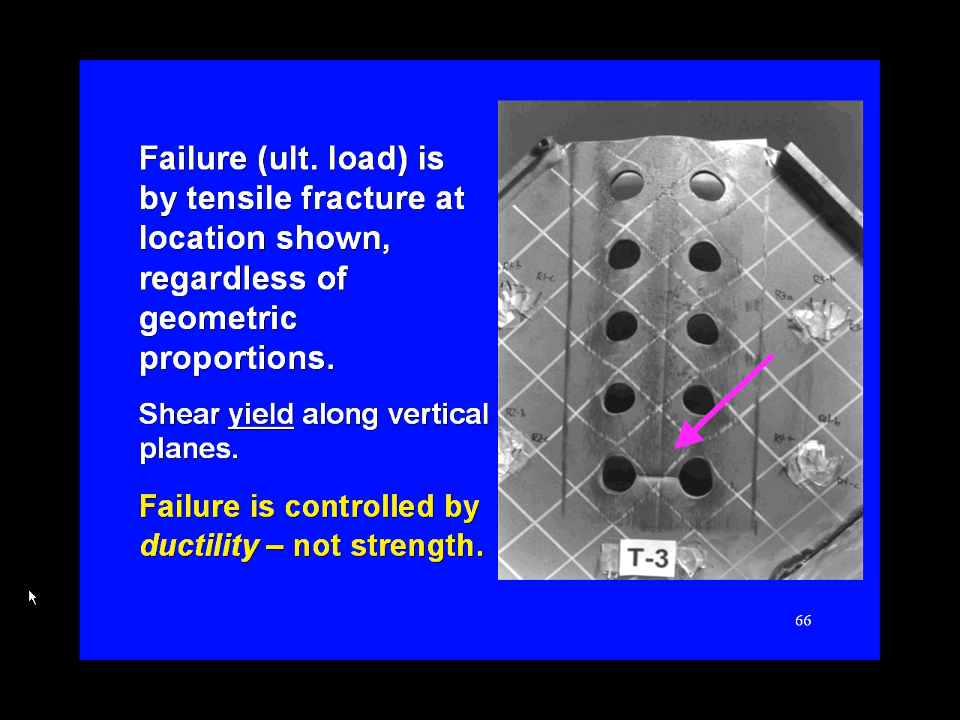 Failure (ult. load) is
by tensile fracture at
location shown,
regardless of
geometric
proportions.
Shear yield along vertical
planes.
Failure is controlled by
ductility – not strength.
T-3
66